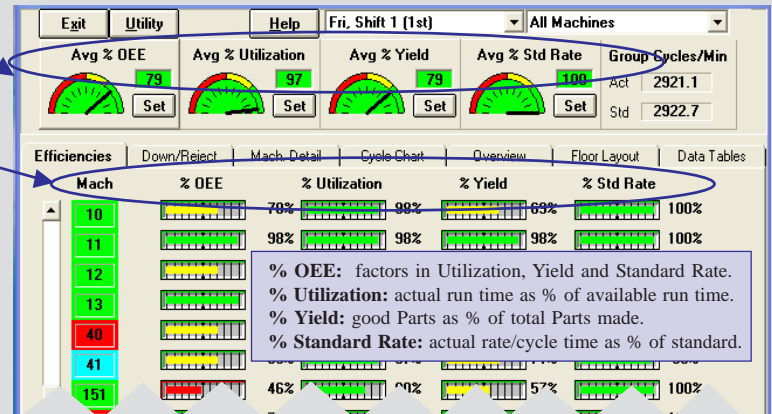 Exit Utility Help Fri, Shift 1 (1st) All Machines
Avg % OEE Avg % Utilization Avg % Yield Avg % Std Rate Group Cycles/Min
79 97 79 100 Act 2921.1
Set Set Set Set Std 2922.7
Efficiencies Down/Reject Mach. Detail Cycle Chart Overview Floor Layout Data Tables
Mach % OEE % Utilization % Yield % Std Rate
10 98% 69% 100%
11 98% 98% 98% 100%
12
13
40
41
151 46% 57% 100%
% OEE: factors in Utilization, Yield and Standard Rate.
% Utilization: actual run time as % of available run time.
% Yield: good Parts as % of total Parts made.
% Standard Rate: actual rate/cycle time as % of standard.